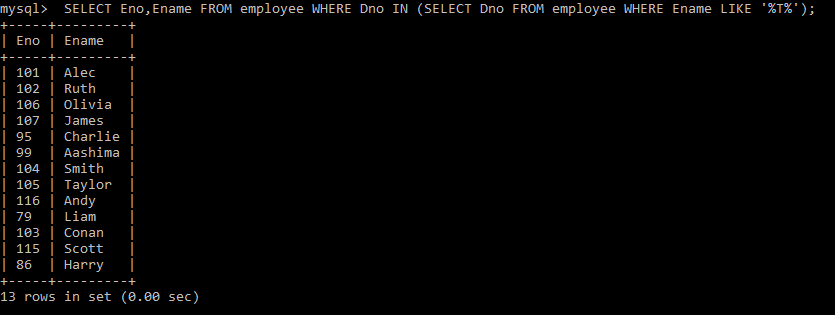 mysql>  SELECT Eno,Ename FROM employee WHERE Dno IN (SELECT Dno FROM employee WHERE Ename LIKE '%T%');
+-----+---------+
| Eno | Ename   |
+-----+---------+
| 101 | Alec    |
| 102 | Ruth    |
| 106 | Olivia  |
| 107 | James   |
| 95  | Charlie |
| 99  | Aashima |
| 104 | Smith   |
| 105 | Taylor  |
| 116 | Andy    |
| 79  | Liam    |
| 103 | Conan   |
| 115 | Scott   |
| 86  | Harry   |
+-----+---------+
13 rows in set (0.00 sec)